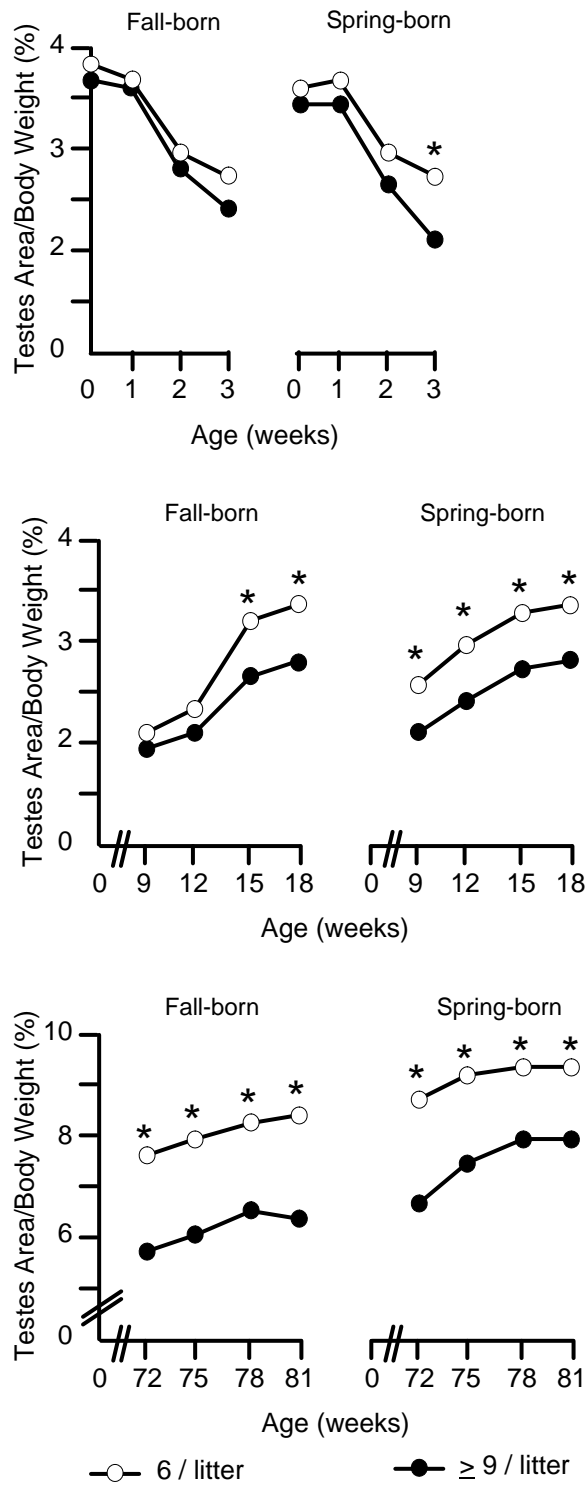 Fall-born Spring-born
Testes Area/Body Weight (%)
4
3
*
2
0
0 1 2 3 0 1 2 3
Age (weeks)
Fall-born Spring-born
Testes Area/Body Weight (%)
4
* * * * * *
3
2
0
0 9 12 15 18 0 9 12 15 18
Age (weeks)
Fall-born Spring-born
Testes Area/Body Weight (%)
10
* * * * * * * *
8
6
0
0 72 75 78 81 0 72 75 78 81
Age (weeks)
6 / litter ≥ 9 / litter